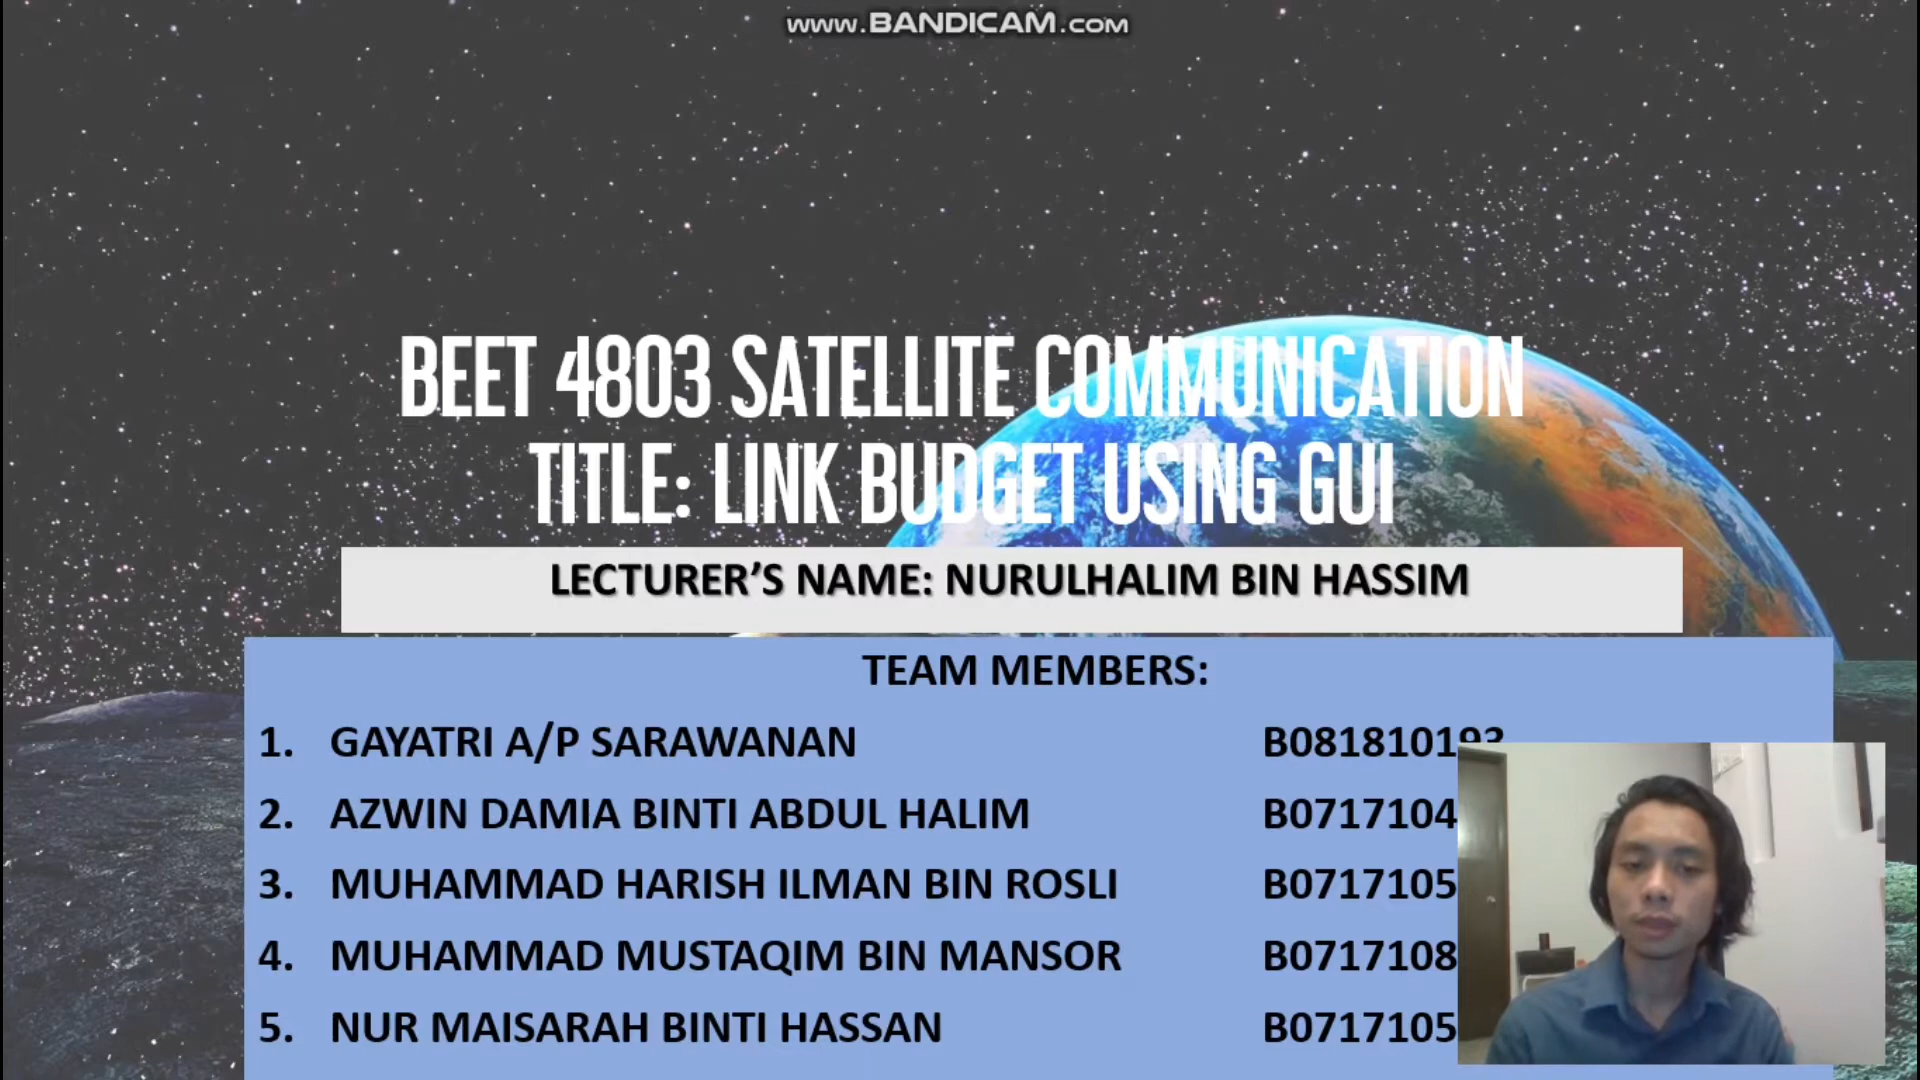 www.BANDICAM.com
BEET 4803 SATELLITE COMMUNICATION
TITLE: LINK BUDGET USING GUI
LECTURER’S NAME: NURULHALIM BIN HASSIM
TEAM MEMBERS:
1. GAYATRI A/P SARAWANAN B081810193
2. AZWIN DAMIA BINTI ABDUL HALIM B0717104
3. MUHAMMAD HARISH ILMAN BIN ROSLI B0717105
4. MUHAMMAD MUSTAQIM BIN MANSOR B0717108
5. NUR MAISARAH BINTI HASSAN B0717105